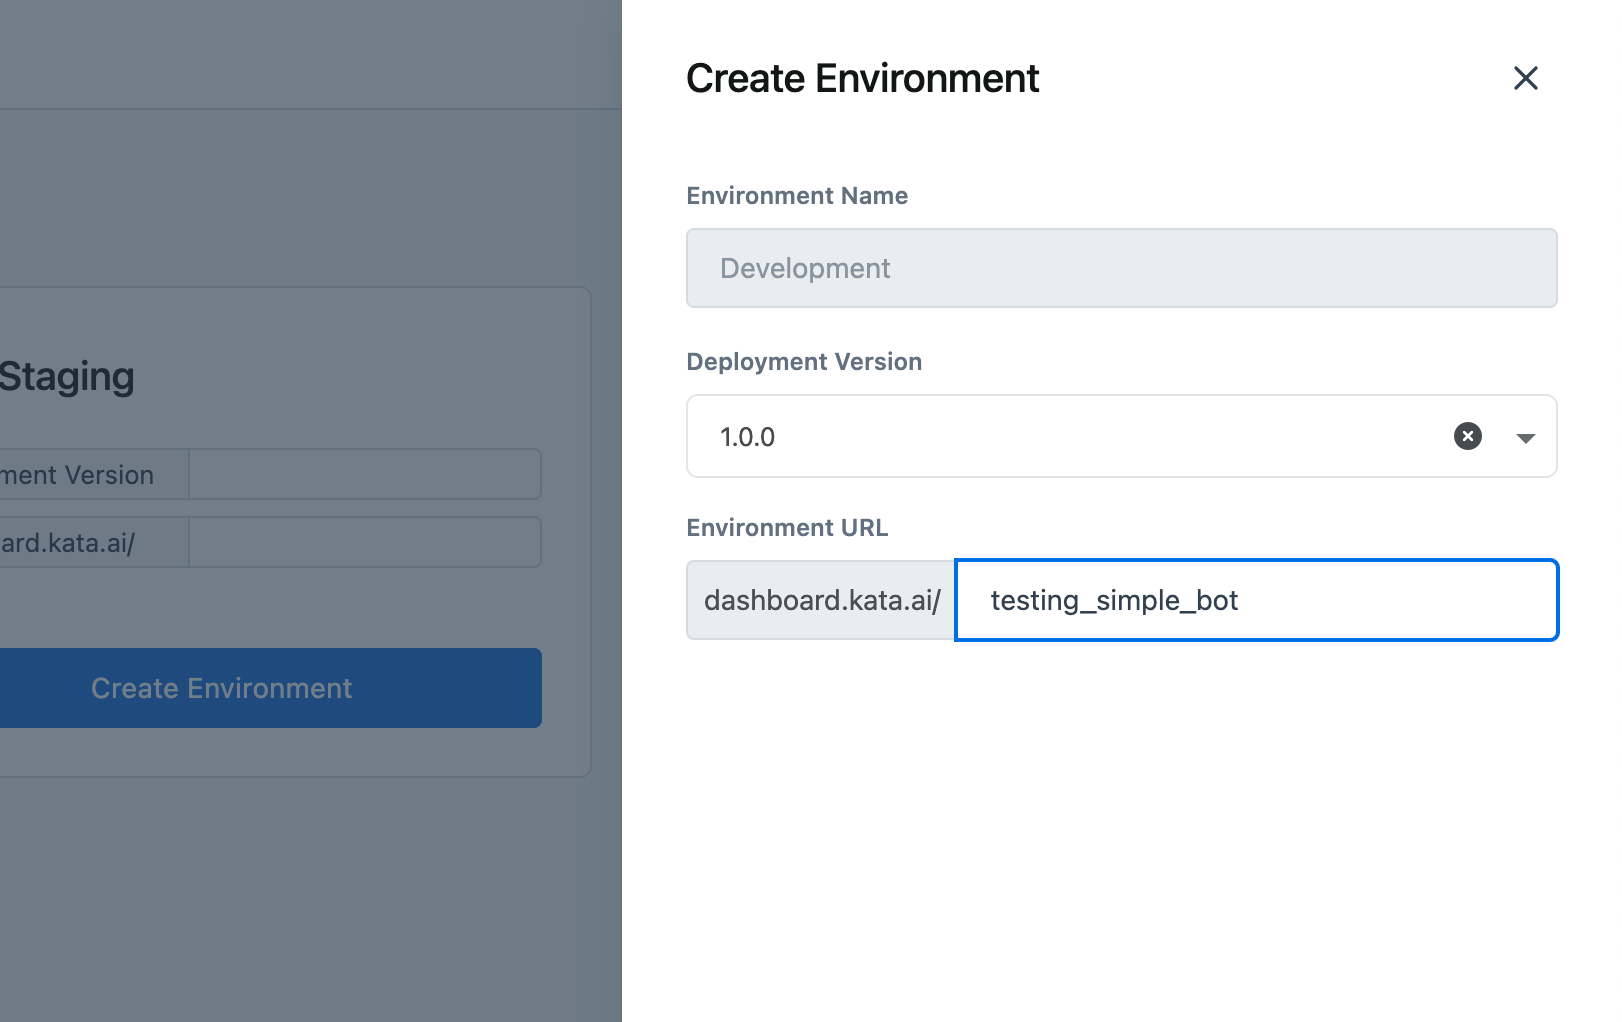 Create Environment
Environment Name
Development
Deployment Version
1.0.0
Environment URL
dashboard.kata.ai/ testing_simple_bot
Staging
ment Version
ard.kata.ai/
Create Environment